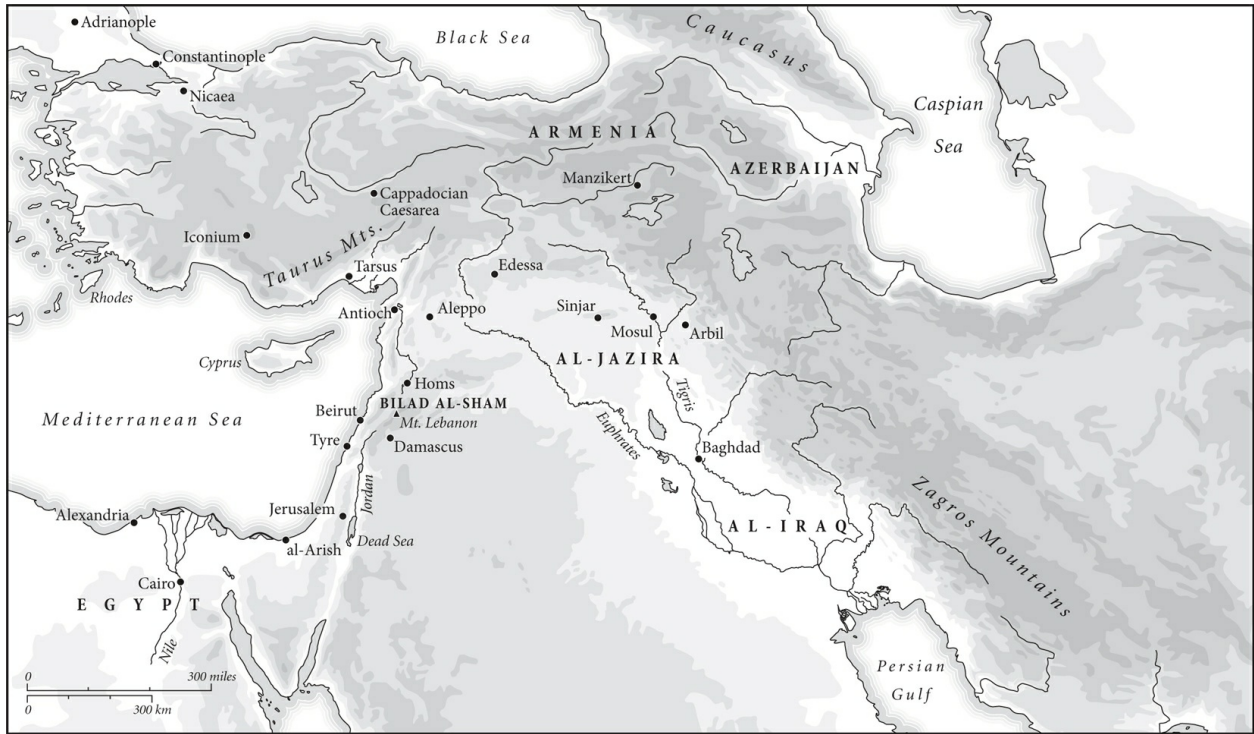 Adrianople
Black Sea
Caucasus
Constantinople
Nicaea
Caspian
Sea
ARMENIA
AZERBAIJAN
Manzikert
Cappadocian
Caesarea
Iconium
Taurus Mts.
Tarsus
Edessa
Rhodes
Antioch
Aleppo
Sinjar
Mosul
Arbil
Cyprus
AL-JAZIRA
Homs
Tigris
BILAD AL-SHAM
Beirut
Mt. Lebanon
Mediterranean Sea
Euphrates
Tyre
Damascus
Baghdad
Jordan
Zagros Mountains
Jerusalem
Alexandria
AL-IRAQ
al-Arish
Dead Sea
Cairo
EGYPT
Nile
Persian
Gulf
0 300 miles
0 300 km